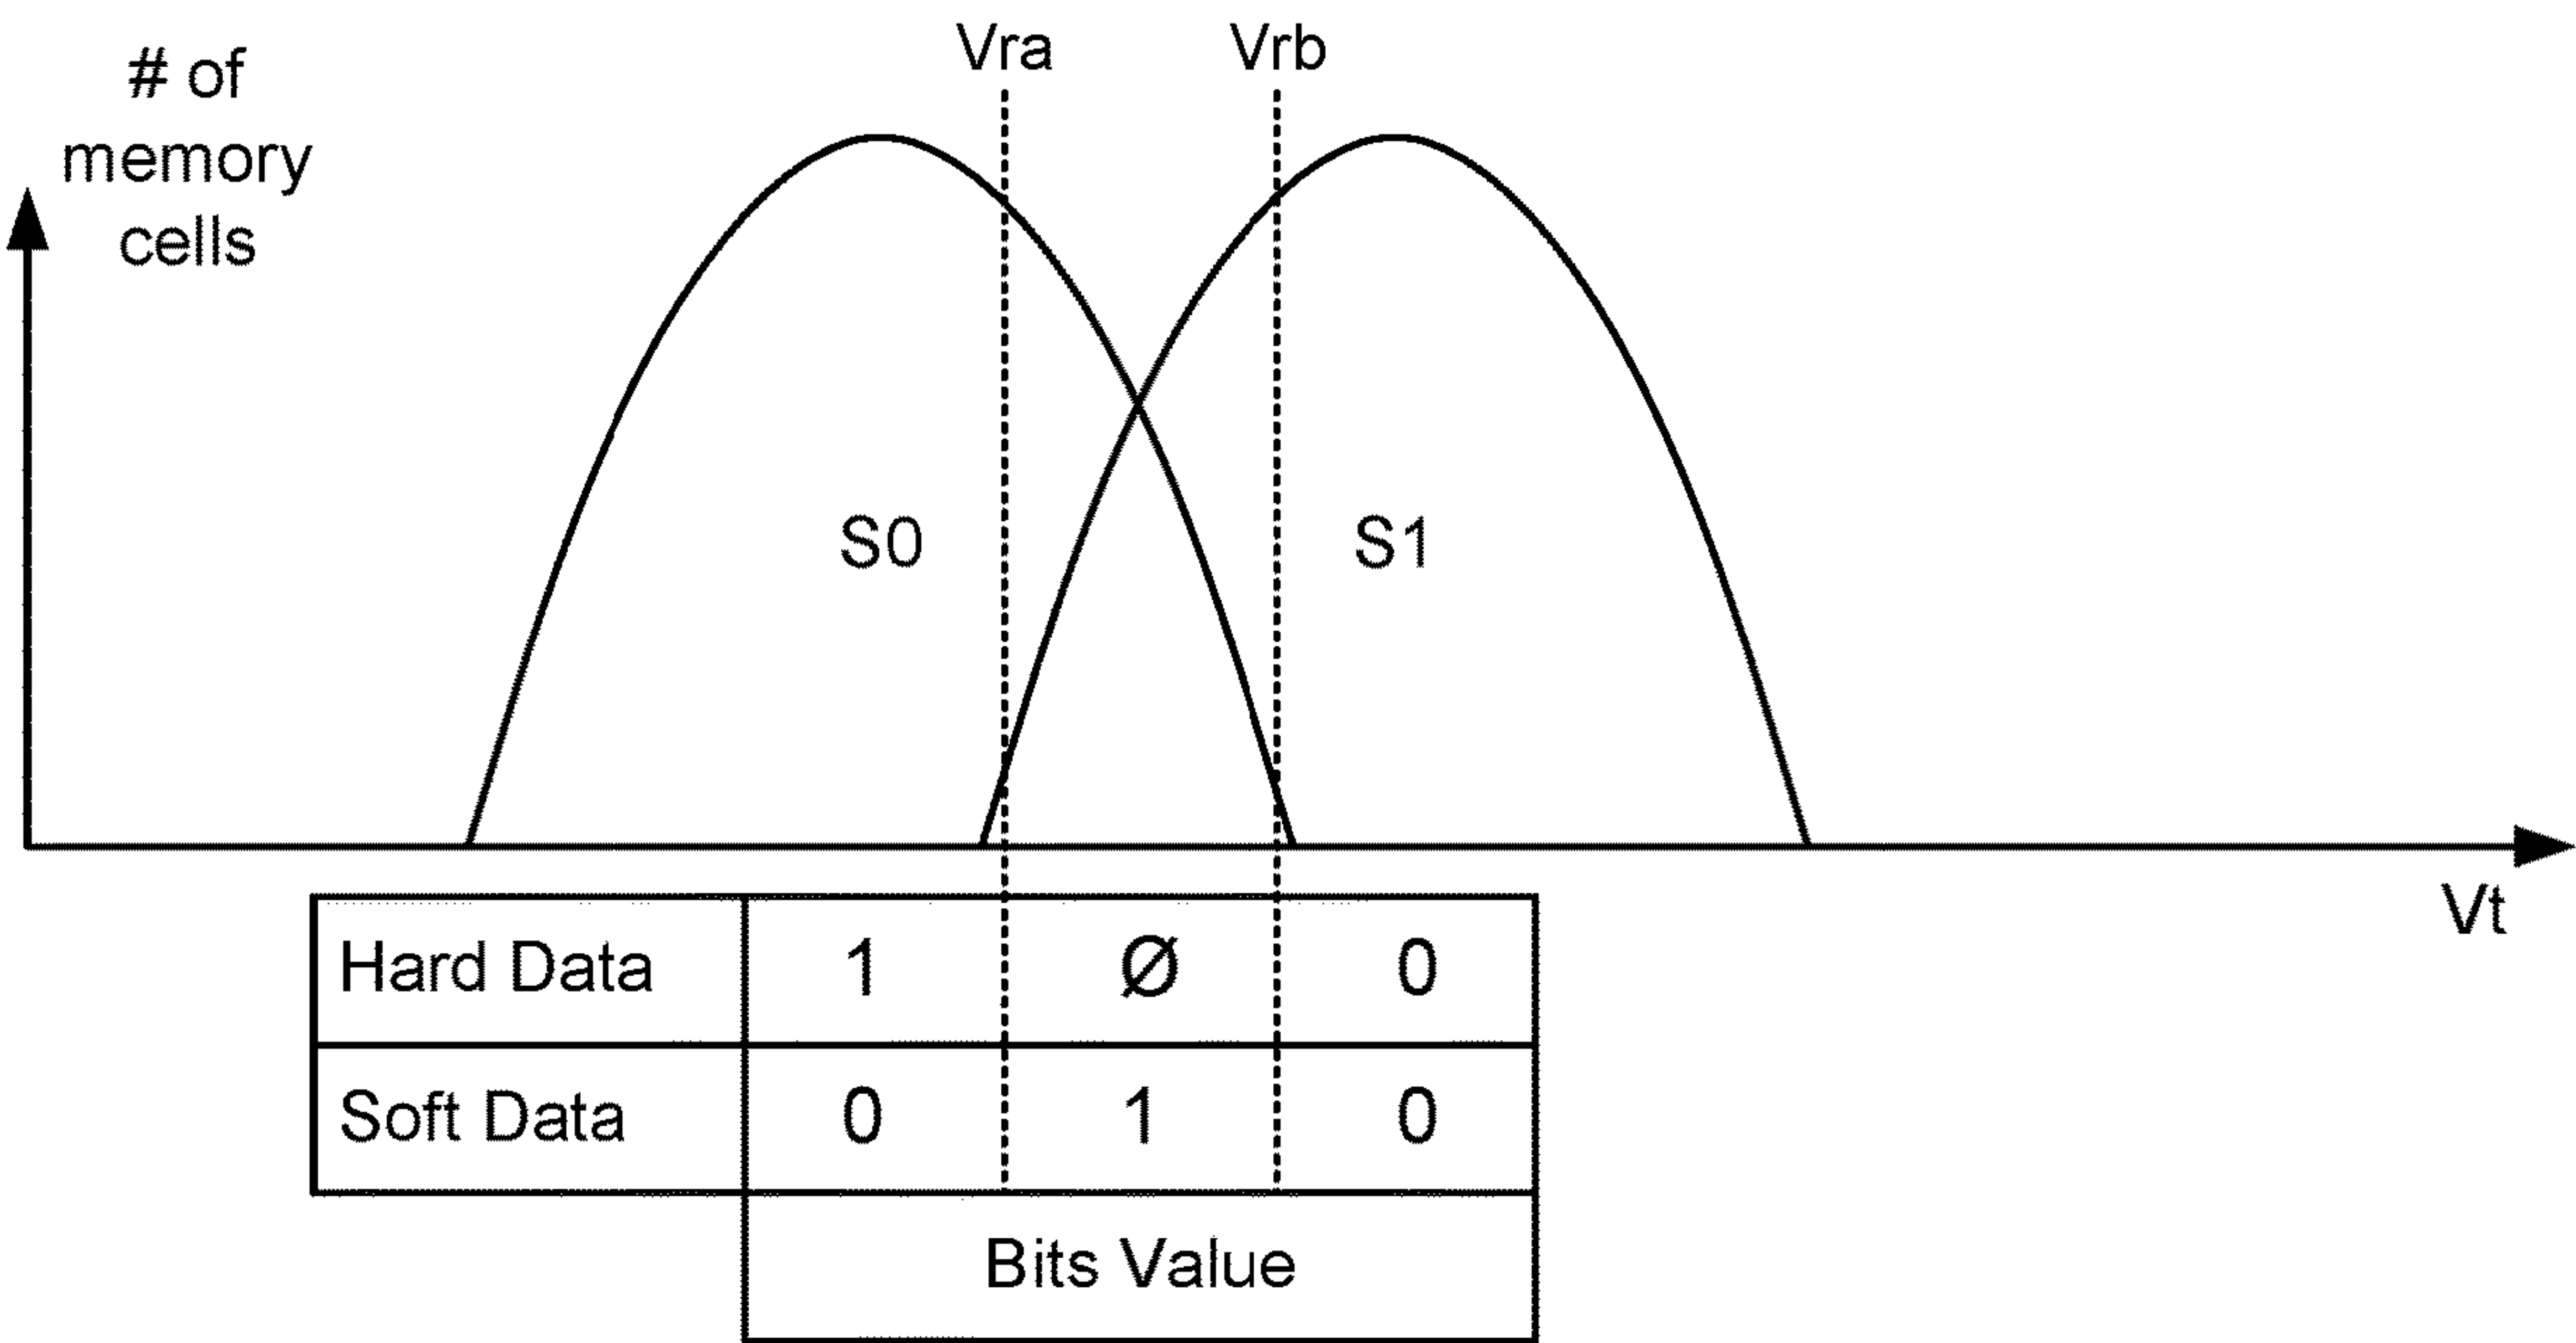 # of
memory
cells
Vra
Vrb
S0
S1
Vt
Hard Data 1 Ø 0
Soft Data 0 1 0
Bits Value